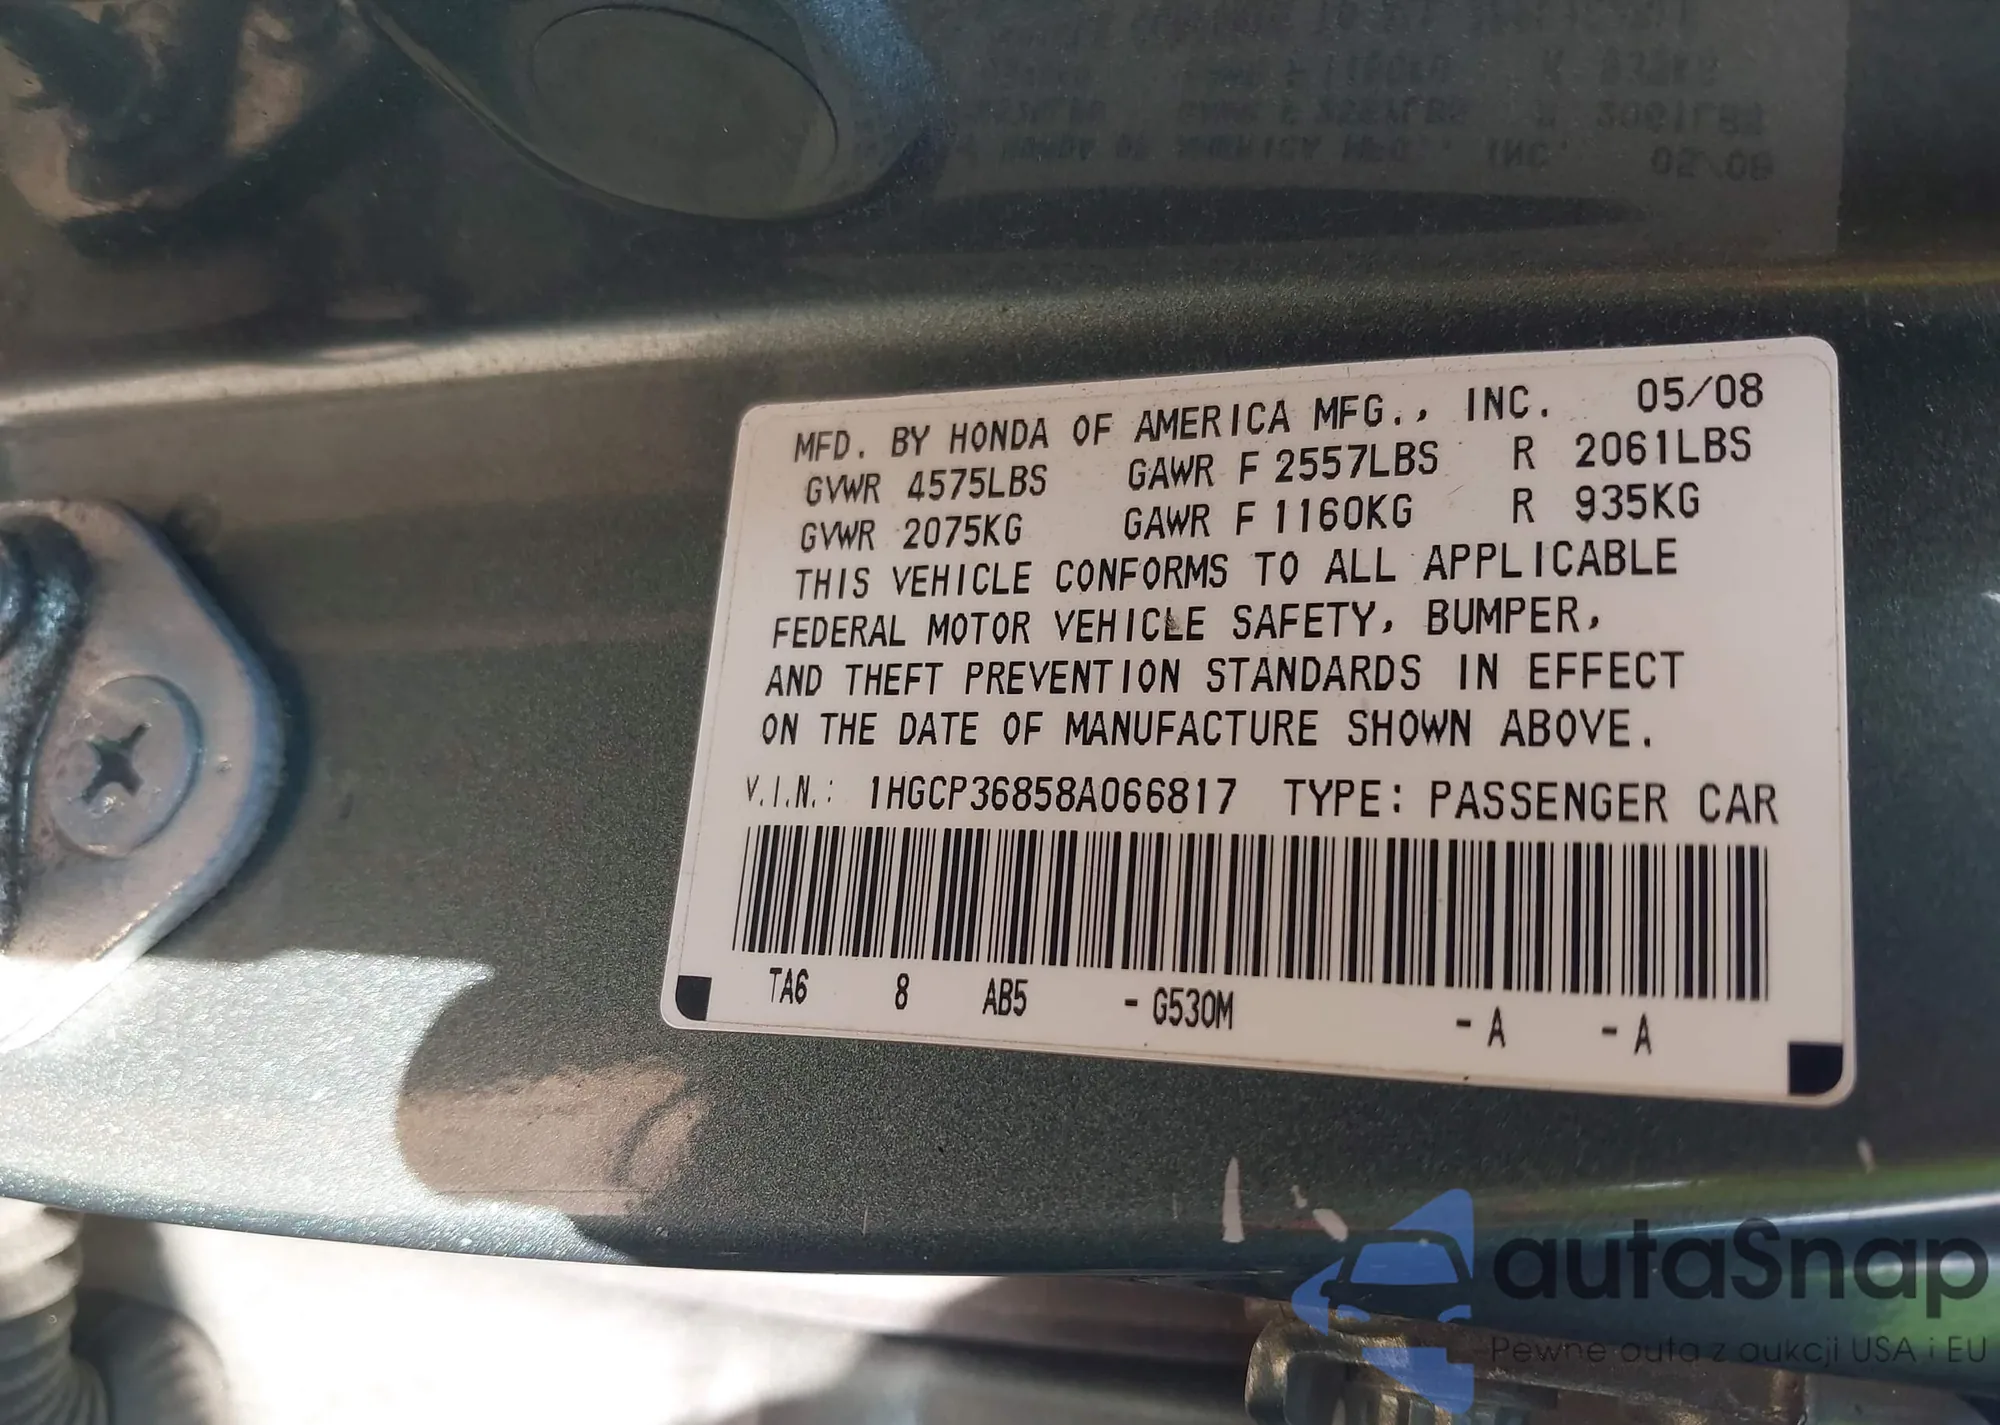 MFD. BY HONDA OF AMERICA MFG., INC. 05/08
GVWR 4575LBS GAWR F 2557LBS R 2061LBS
GVWR 2075KG GAWR F 1160KG R 935KG
THIS VEHICLE CONFORMS TO ALL APPLICABLE
FEDERAL MOTOR VEHICLE SAFETY, BUMPER,
AND THEFT PREVENTION STANDARDS IN EFFECT
ON THE DATE OF MANUFACTURE SHOWN ABOVE.
V.I.N.: 1HGCP36858A066817 TYPE: PASSENGER CAR
TA6 8 AB5 - G530M - A - A
autaSnap
Pewne auta z aukcji USA i EU